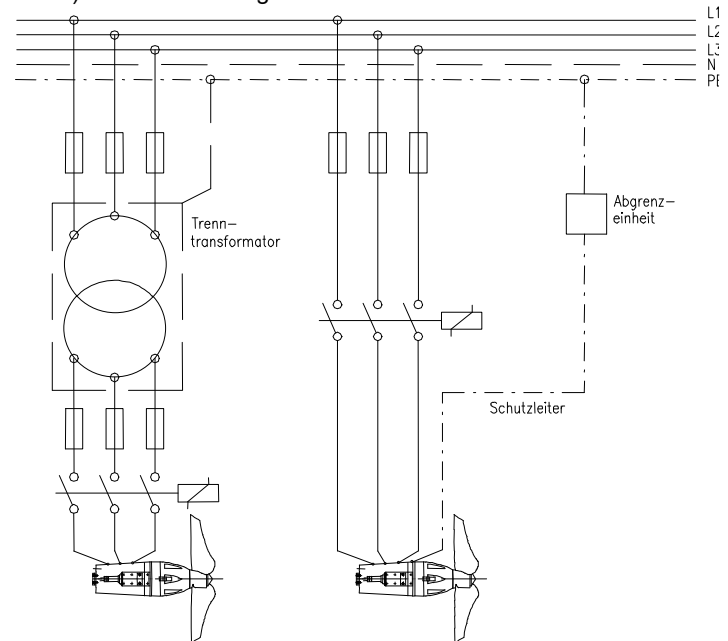 L1
L2
L3
N
PE
Trenn-
transformator
Abgrenz-
einheit
Schutzleiter